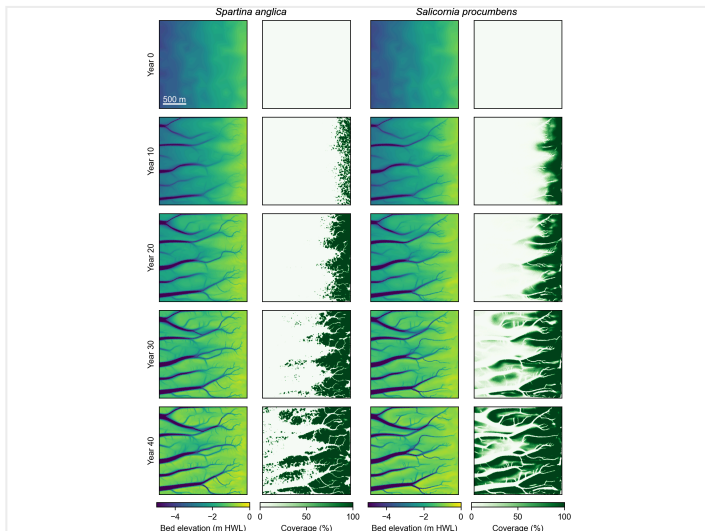 Spartina anglica Salicornia procumbens
Year 0
500 m
Year 10
Year 20
Year 30
Year 40
−4 −2 0 0 50 100 −4 −2 0 0 50 100
Bed elevation (m HWL) Coverage (%) Bed elevation (m HWL) Coverage (%)